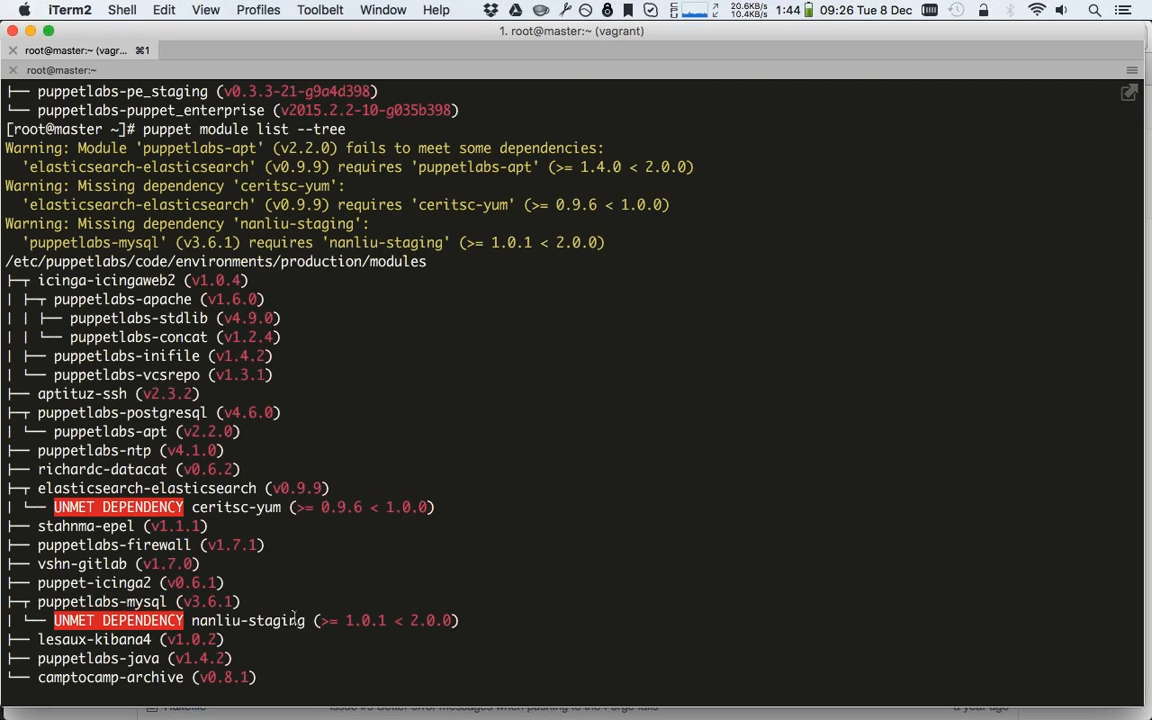 iTerm2 Shell Edit View Profiles Toolbelt Window Help 20.6KB/s 10.4KB/s 1:44 09:26 Tue 8 Dec
1. root@master:~ (vagrant)
root@master:~ (vagr... ⌘1
root@master:~
├── puppetlabs-pe_staging (v0.3.3-21-g9a4d398)
└── puppetlabs-puppet_enterprise (v2015.2.2-10-g035b398)
[root@master ~]# puppet module list --tree
Warning: Module 'puppetlabs-apt' (v2.2.0) fails to meet some dependencies:
'elasticsearch-elasticsearch' (v0.9.9) requires 'puppetlabs-apt' (>= 1.4.0 < 2.0.0)
Warning: Missing dependency 'ceritsc-yum':
'elasticsearch-elasticsearch' (v0.9.9) requires 'ceritsc-yum' (>= 0.9.6 < 1.0.0)
Warning: Missing dependency 'nanliu-staging':
'puppetlabs-mysql' (v3.6.1) requires 'nanliu-staging' (>= 1.0.1 < 2.0.0)
/etc/puppetlabs/code/environments/production/modules
├─┬ icinga-icingaweb2 (v1.0.4)
│ ├─┬ puppetlabs-apache (v1.6.0)
│ │ ├── puppetlabs-stdlib (v4.9.0)
│ │ └── puppetlabs-concat (v1.2.4)
│ ├── puppetlabs-inifile (v1.4.2)
│ └── puppetlabs-vcsrepo (v1.3.1)
├── aptituz-ssh (v2.3.2)
├─┬ puppetlabs-postgresql (v4.6.0)
│ └── puppetlabs-apt (v2.2.0)
├── puppetlabs-ntp (v4.1.0)
├── richardc-datacat (v0.6.2)
├─┬ elasticsearch-elasticsearch (v0.9.9)
│ └── UNMET DEPENDENCY ceritsc-yum (>= 0.9.6 < 1.0.0)
├── stahnma-epel (v1.1.1)
├── puppetlabs-firewall (v1.7.1)
├── vshn-gitlab (v1.7.0)
├── puppet-icinga2 (v0.6.1)
├─┬ puppetlabs-mysql (v3.6.1)
│ └── UNMET DEPENDENCY nanliu-staging (>= 1.0.1 < 2.0.0)
├── lesaux-kibana4 (v1.0.2)
├── puppetlabs-java (v1.4.2)
└── camptocamp-archive (v0.8.1)